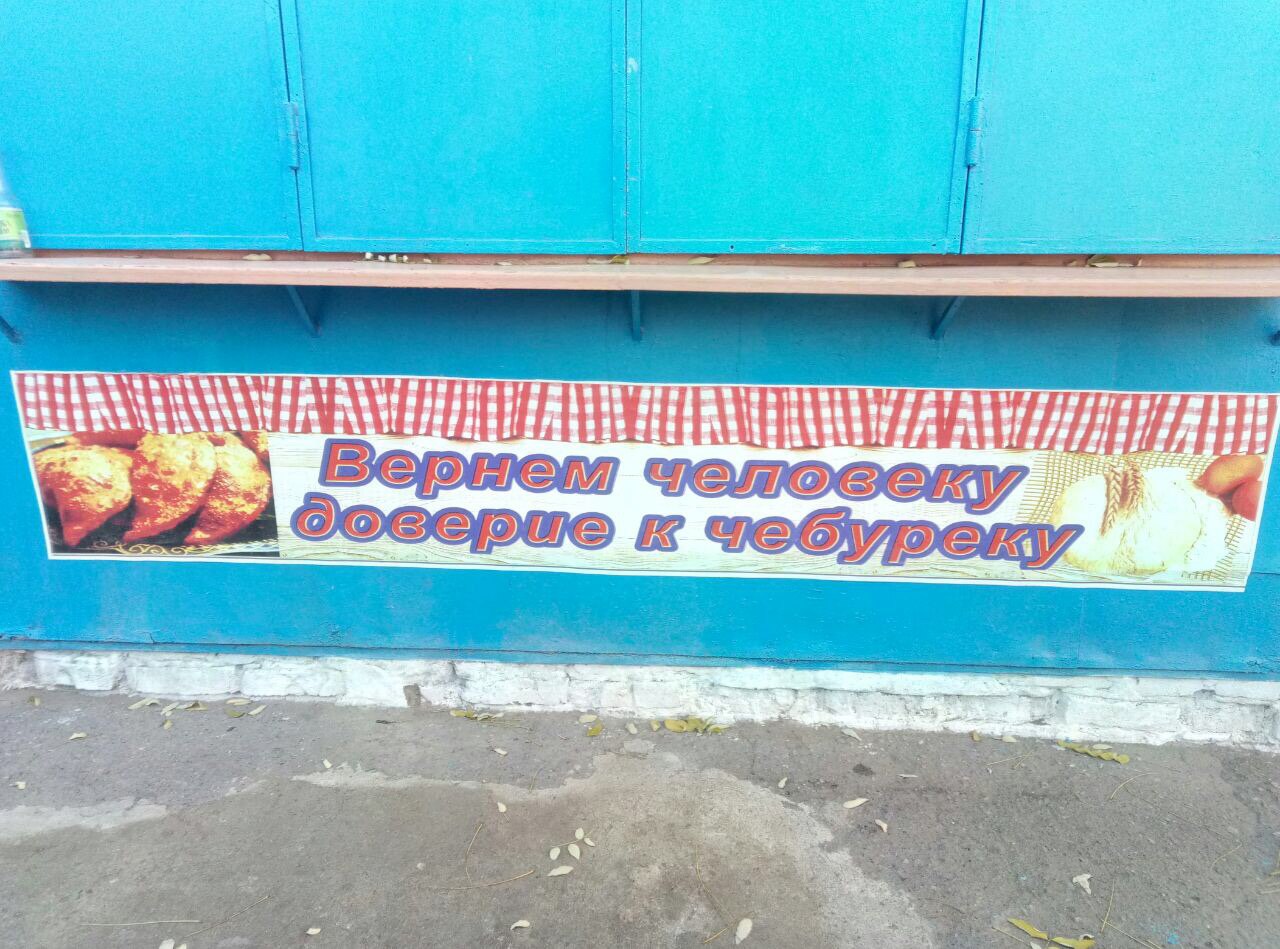 Вернем человеку
доверие к чебуреку